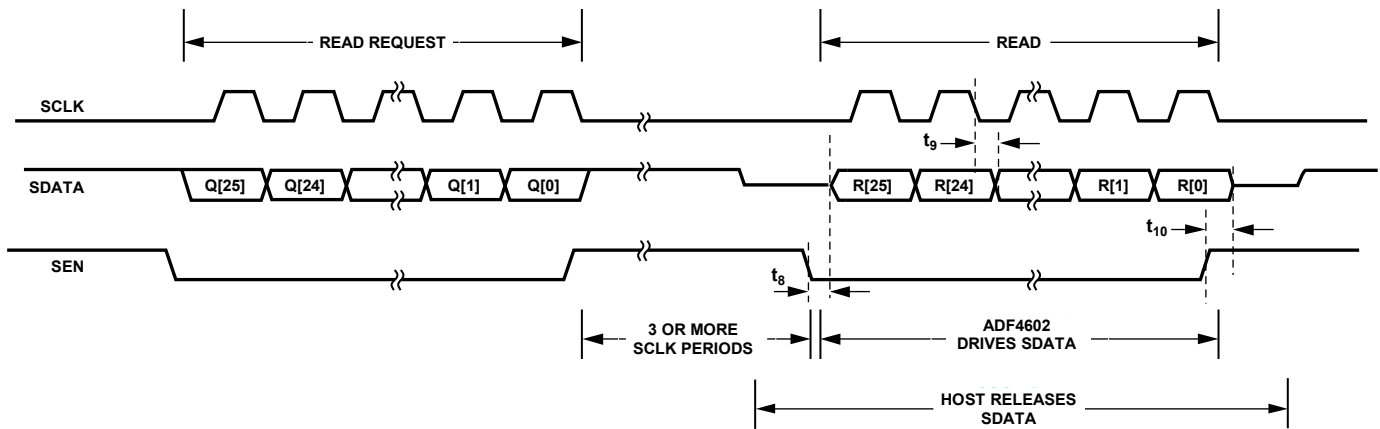 READ REQUEST
READ
SCLK
t9
SDATA
Q[25]
Q[24]
Q[1]
Q[0]
R[25]
R[24]
R[1]
R[0]
t10
SEN
t8
3 OR MORE
SCLK PERIODS
ADF4602
DRIVES SDATA
HOST RELEASES
SDATA